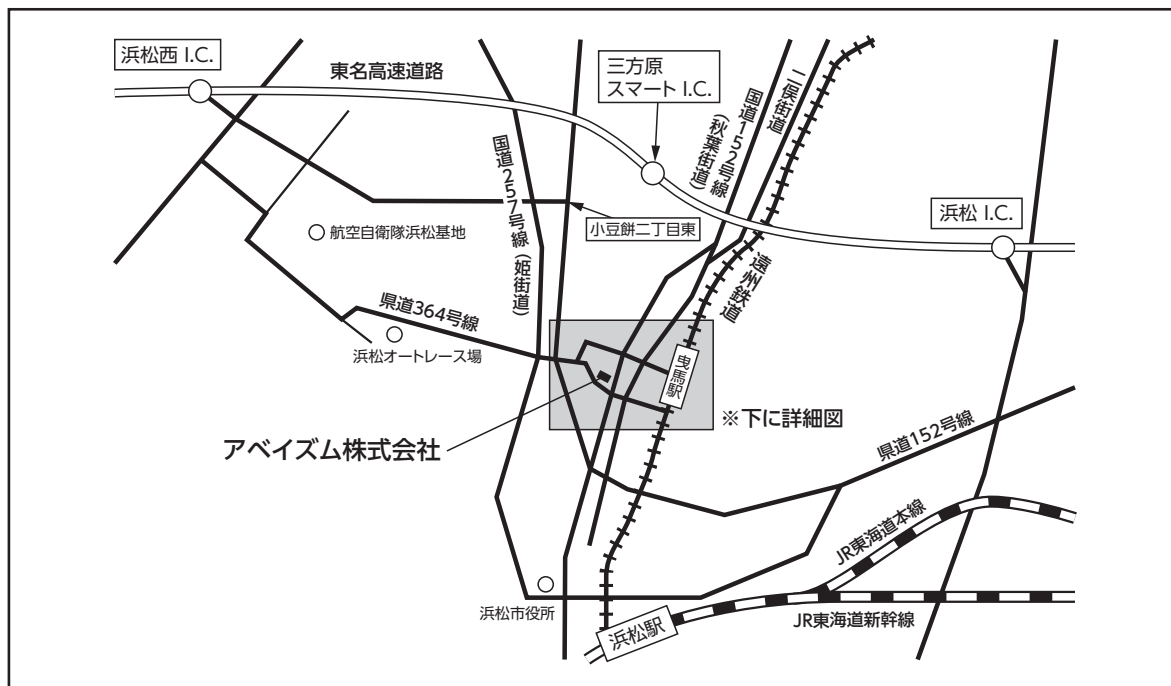 浜松西 I.C.
東名高速道路
三方原
スマート I.C.
国道152号線
(秋葉街道)
二俣街道
国道257号線(姫街道)
浜松 I.C.
小豆餅二丁目東
航空自衛隊浜松基地
遠州鉄道
県道364号線
浜松オートレース場
曳馬駅
※下に詳細図
アベイズム株式会社
県道152号線
JR東海道本線
浜松市役所
浜松駅
JR東海道新幹線